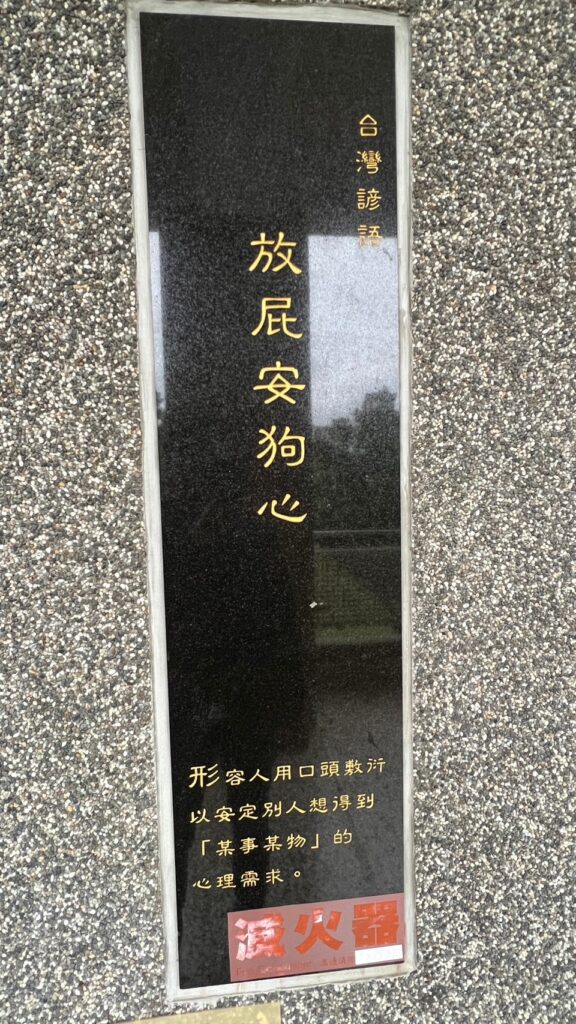 台灣諺語
放屁安狗心
形容人用口頭敷衍
以安定別人想得到
「某事某物」的
心理需求。
滅火器